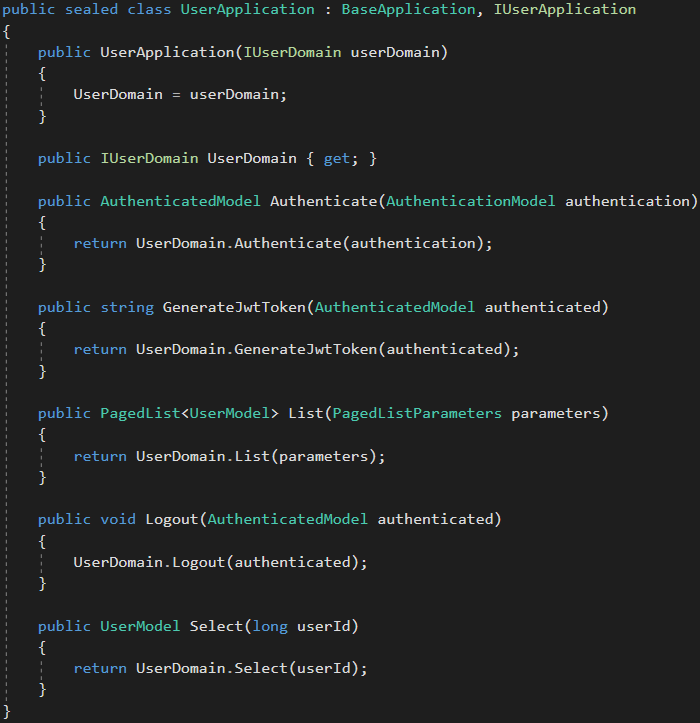 public sealed class UserApplication : BaseApplication, IUserApplication
{
    public UserApplication(IUserDomain userDomain)
    {
        UserDomain = userDomain;
    }

    public IUserDomain UserDomain { get; }

    public AuthenticatedModel Authenticate(AuthenticationModel authentication)
    {
        return UserDomain.Authenticate(authentication);
    }

    public string GenerateJwtToken(AuthenticatedModel authenticated)
    {
        return UserDomain.GenerateJwtToken(authenticated);
    }

    public PagedList<UserModel> List(PagedListParameters parameters)
    {
        return UserDomain.List(parameters);
    }

    public void Logout(AuthenticatedModel authenticated)
    {
        UserDomain.Logout(authenticated);
    }

    public UserModel Select(long userId)
    {
        return UserDomain.Select(userId);
    }
}